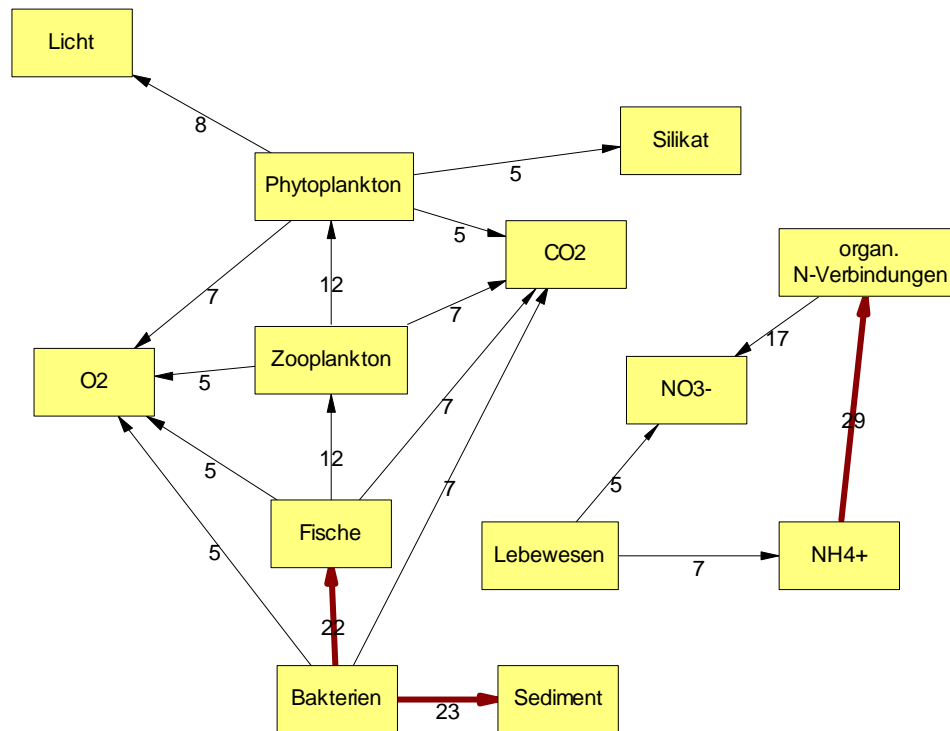 Licht
8
Silikat
Phytoplankton
5
5
CO2
organ.
N-Verbindungen
7
12
7
17
Zooplankton
O2
5
NO3-
7
29
12
5
7
5
Fische
5
Lebewesen
7
NH4+
22
Bakterien
23
Sediment